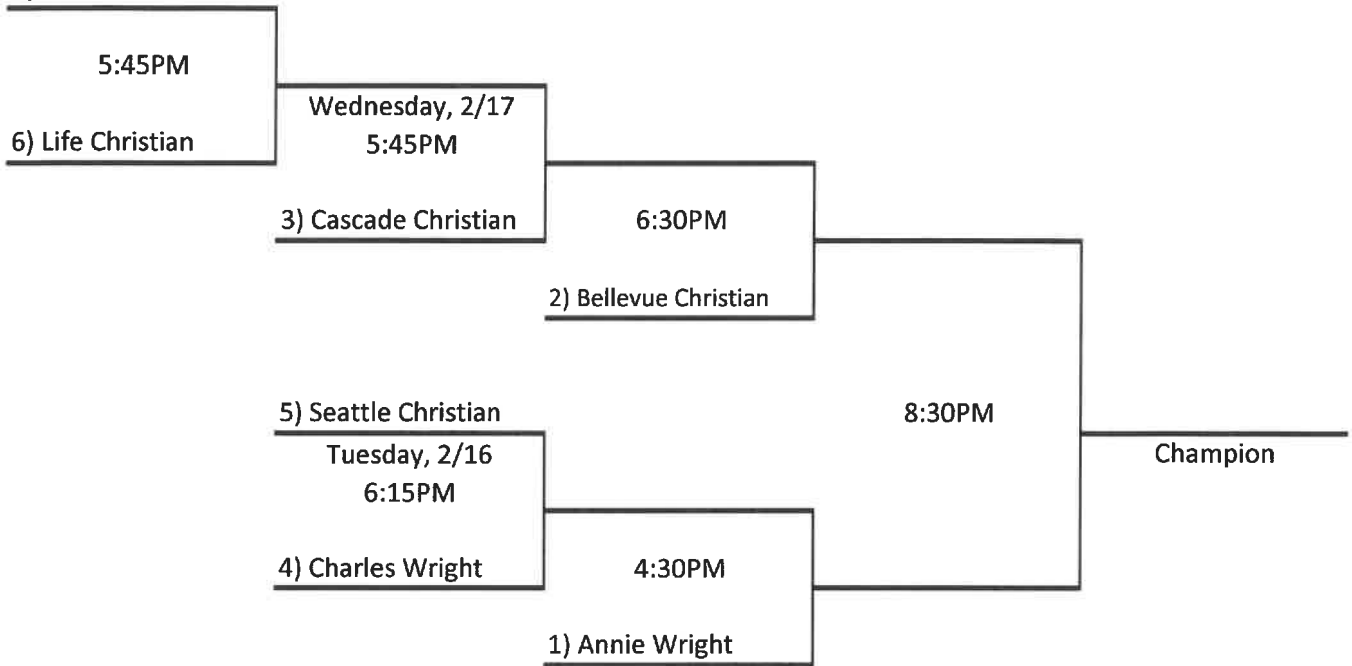 5:45PM
6) Life Christian
Wednesday, 2/17
5:45PM
3) Cascade Christian
6:30PM
2) Bellevue Christian
5) Seattle Christian
Tuesday, 2/16
6:15PM
8:30PM
Champion
4) Charles Wright
4:30PM
1) Annie Wright